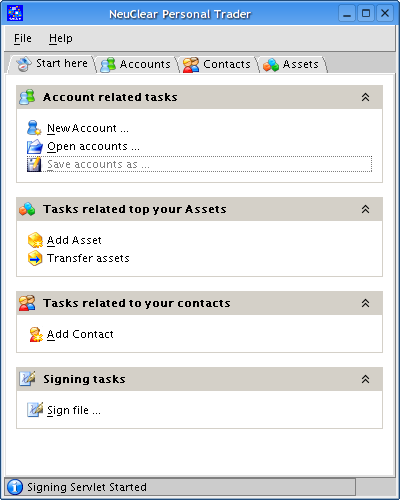 NeuClear Personal Trader
File Help
Start here Accounts Contacts Assets
Account related tasks
New Account ...
Open accounts ...
Save accounts as ...
Tasks related top your Assets
Add Asset
Transfer assets
Tasks related to your contacts
Add Contact
Signing tasks
Sign file ...
Signing Servlet Started